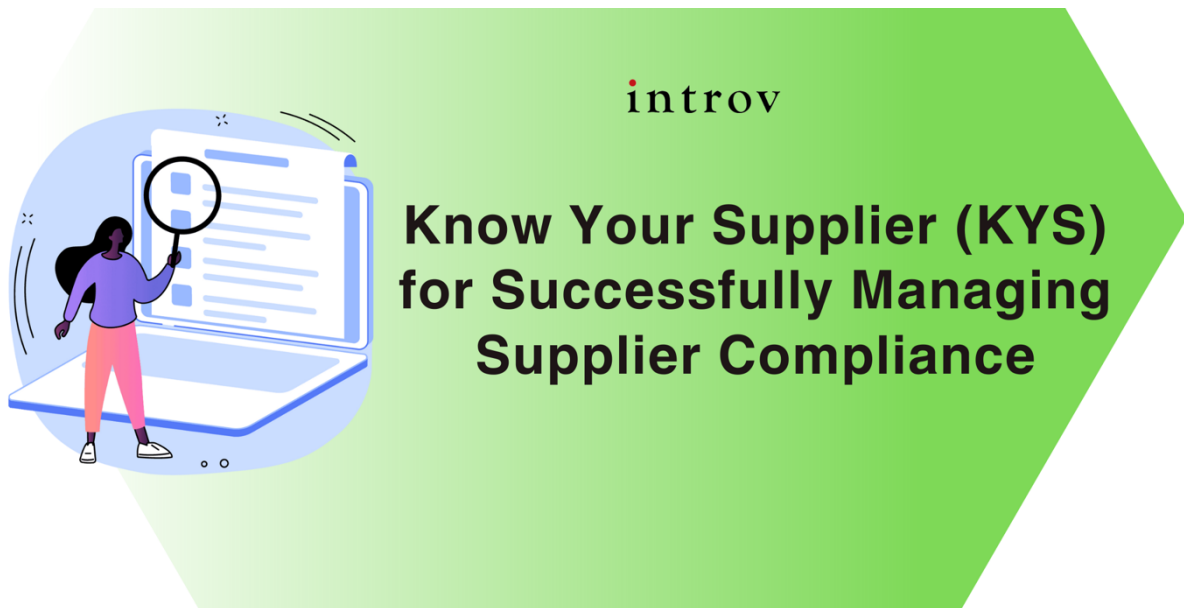 introv
Know Your Supplier (KYS)
for Successfully Managing
Supplier Compliance